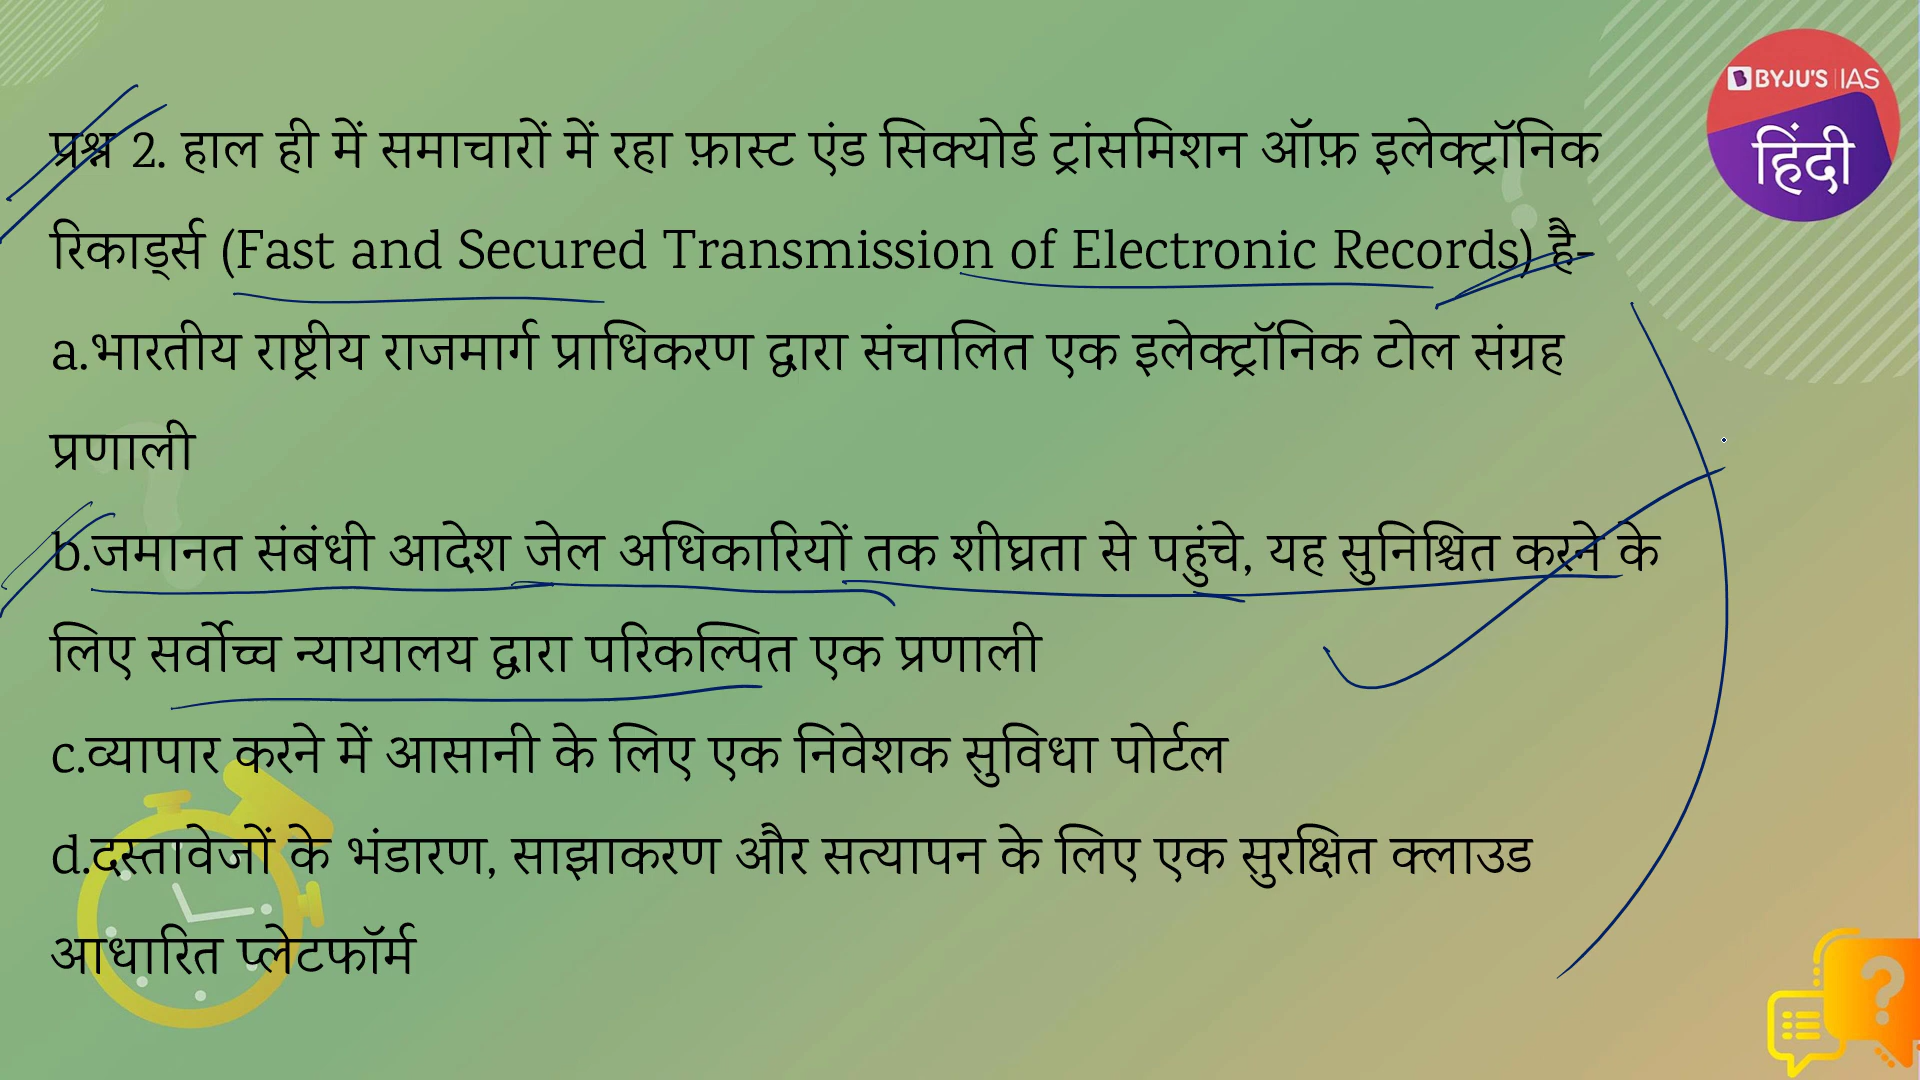 BYJU'S IAS
हिंदी
प्रश्न 2. हाल ही में समाचारों में रहा फ़ास्ट एंड सिक्योर्ड ट्रांसमिशन ऑफ़ इलेक्ट्रॉनिक
रिकाड्र्स (Fast and Secured Transmission of Electronic Records) है-
a.भारतीय राष्ट्रीय राजमार्ग प्राधिकरण द्वारा संचालित एक इलेक्ट्रॉनिक टोल संग्रह
प्रणाली
b.जमानत संबंधी आदेश जेल अधिकारियों तक शीघ्रता से पहुंचे, यह सुनिश्चित करने के
लिए सर्वोच्च न्यायालय द्वारा परिकल्पित एक प्रणाली
c.व्यापार करने में आसानी के लिए एक निवेशक सुविधा पोर्टल
d.दस्तावेजों के भंडारण, साझाकरण और सत्यापन के लिए एक सुरक्षित क्लाउड
आधारित प्लेटफॉर्म